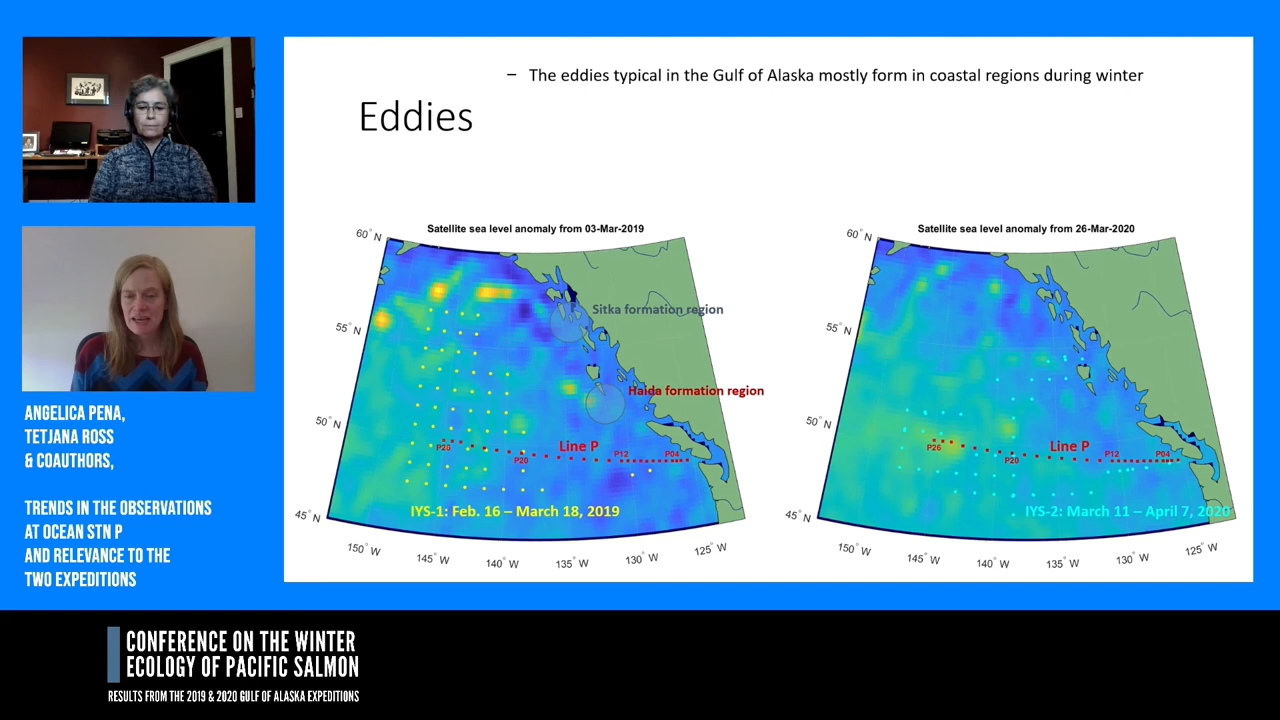 – The eddies typical in the Gulf of Alaska mostly form in coastal regions during winter
Eddies
Satellite sea level anomaly from 03-Mar-2019
60° N
55° N
50° N
45° N
150° W
145° W
140° W
135° W
130° W
125° W
Sitka formation region
Haida formation region
Line P
P26
P20
P12
P04
IYS-1: Feb. 16 – March 18, 2019
Satellite sea level anomaly from 26-Mar-2020
60° N
55° N
50° N
45° N
150° W
145° W
140° W
135° W
130° W
125° W
Line P
P26
P20
P12
P04
IYS-2: March 11 – April 7, 2020
ANGELICA PENA,
TETJANA ROSS
& COAUTHORS,
TRENDS IN THE OBSERVATIONS
AT OCEAN STN P
AND RELEVANCE TO THE
TWO EXPEDITIONS
CONFERENCE ON THE WINTER
ECOLOGY OF PACIFIC SALMON
RESULTS FROM THE 2019 & 2020 GULF OF ALASKA EXPEDITIONS